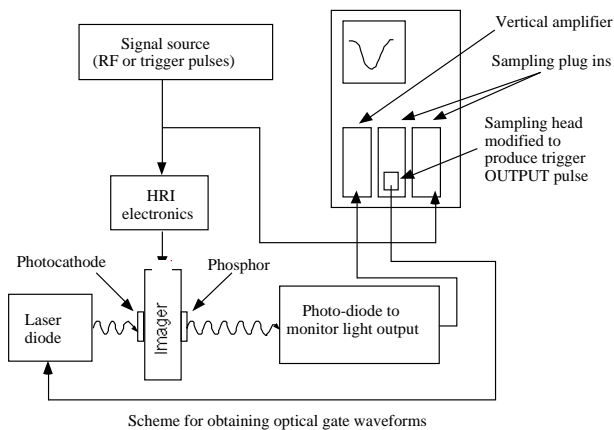 Signal source
(RF or trigger pulses)
Vertical amplifier
Sampling plug ins
Sampling head
modified to
produce trigger
OUTPUT pulse
HRI
electronics
Photocathode
Phosphor
Laser
diode
Imager
Photo-diode to
monitor light output
Scheme for obtaining optical gate waveforms